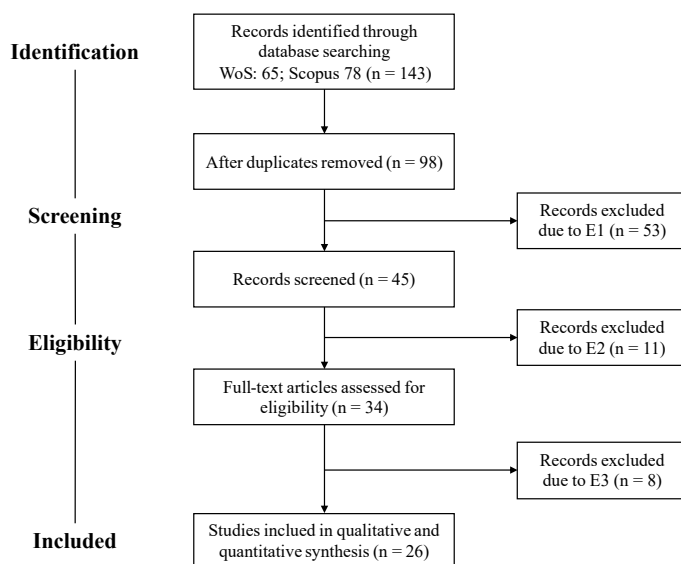 Identification
Records identified through
database searching
WoS: 65; Scopus 78 (n = 143)
After duplicates removed (n = 98)
Screening
Records excluded
due to E1 (n = 53)
Records screened (n = 45)
Eligibility
Records excluded
due to E2 (n = 11)
Full-text articles assessed for
eligibility (n = 34)
Records excluded
due to E3 (n = 8)
Included
Studies inclued in qualitative and
quantitative synthesis (n = 26)